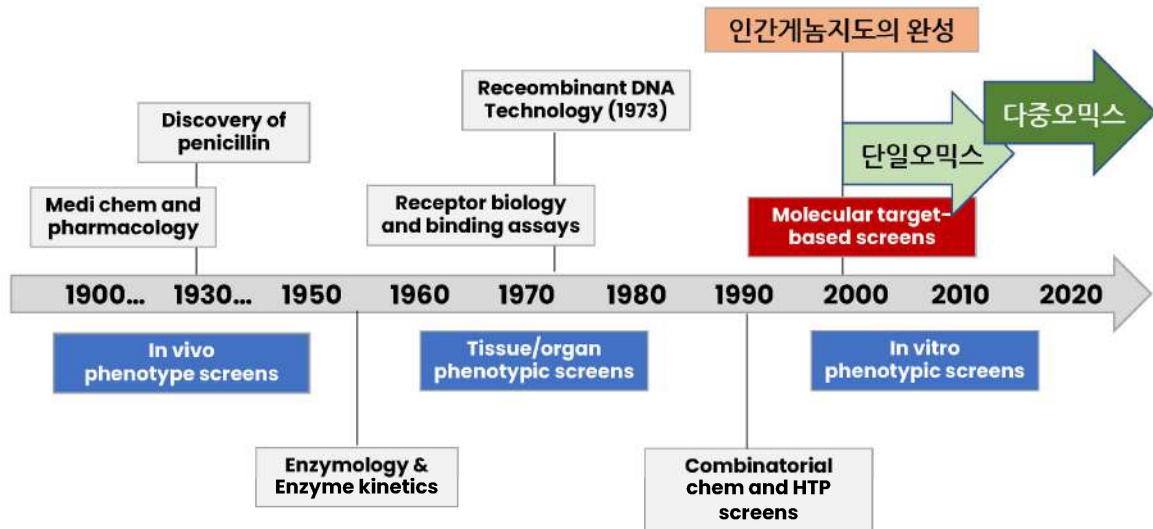 인간게놈지도의 완성
Receombinant DNA
Technology (1973)
Discovery of
penicillin
다중오믹스
단일오믹스
Medi chem and
pharmacology
Receptor biology
and binding assays
Molecular target-
based screens
1900... 1930... 1950 1960 1970 1980 1990 2000 2010 2020
In vivo
phenotype screens
Tissue/organ
phenotypic screens
In vitro
phenotypic screens
Enzymology &
Enzyme kinetics
Combinatorial
chem and HTP
screens